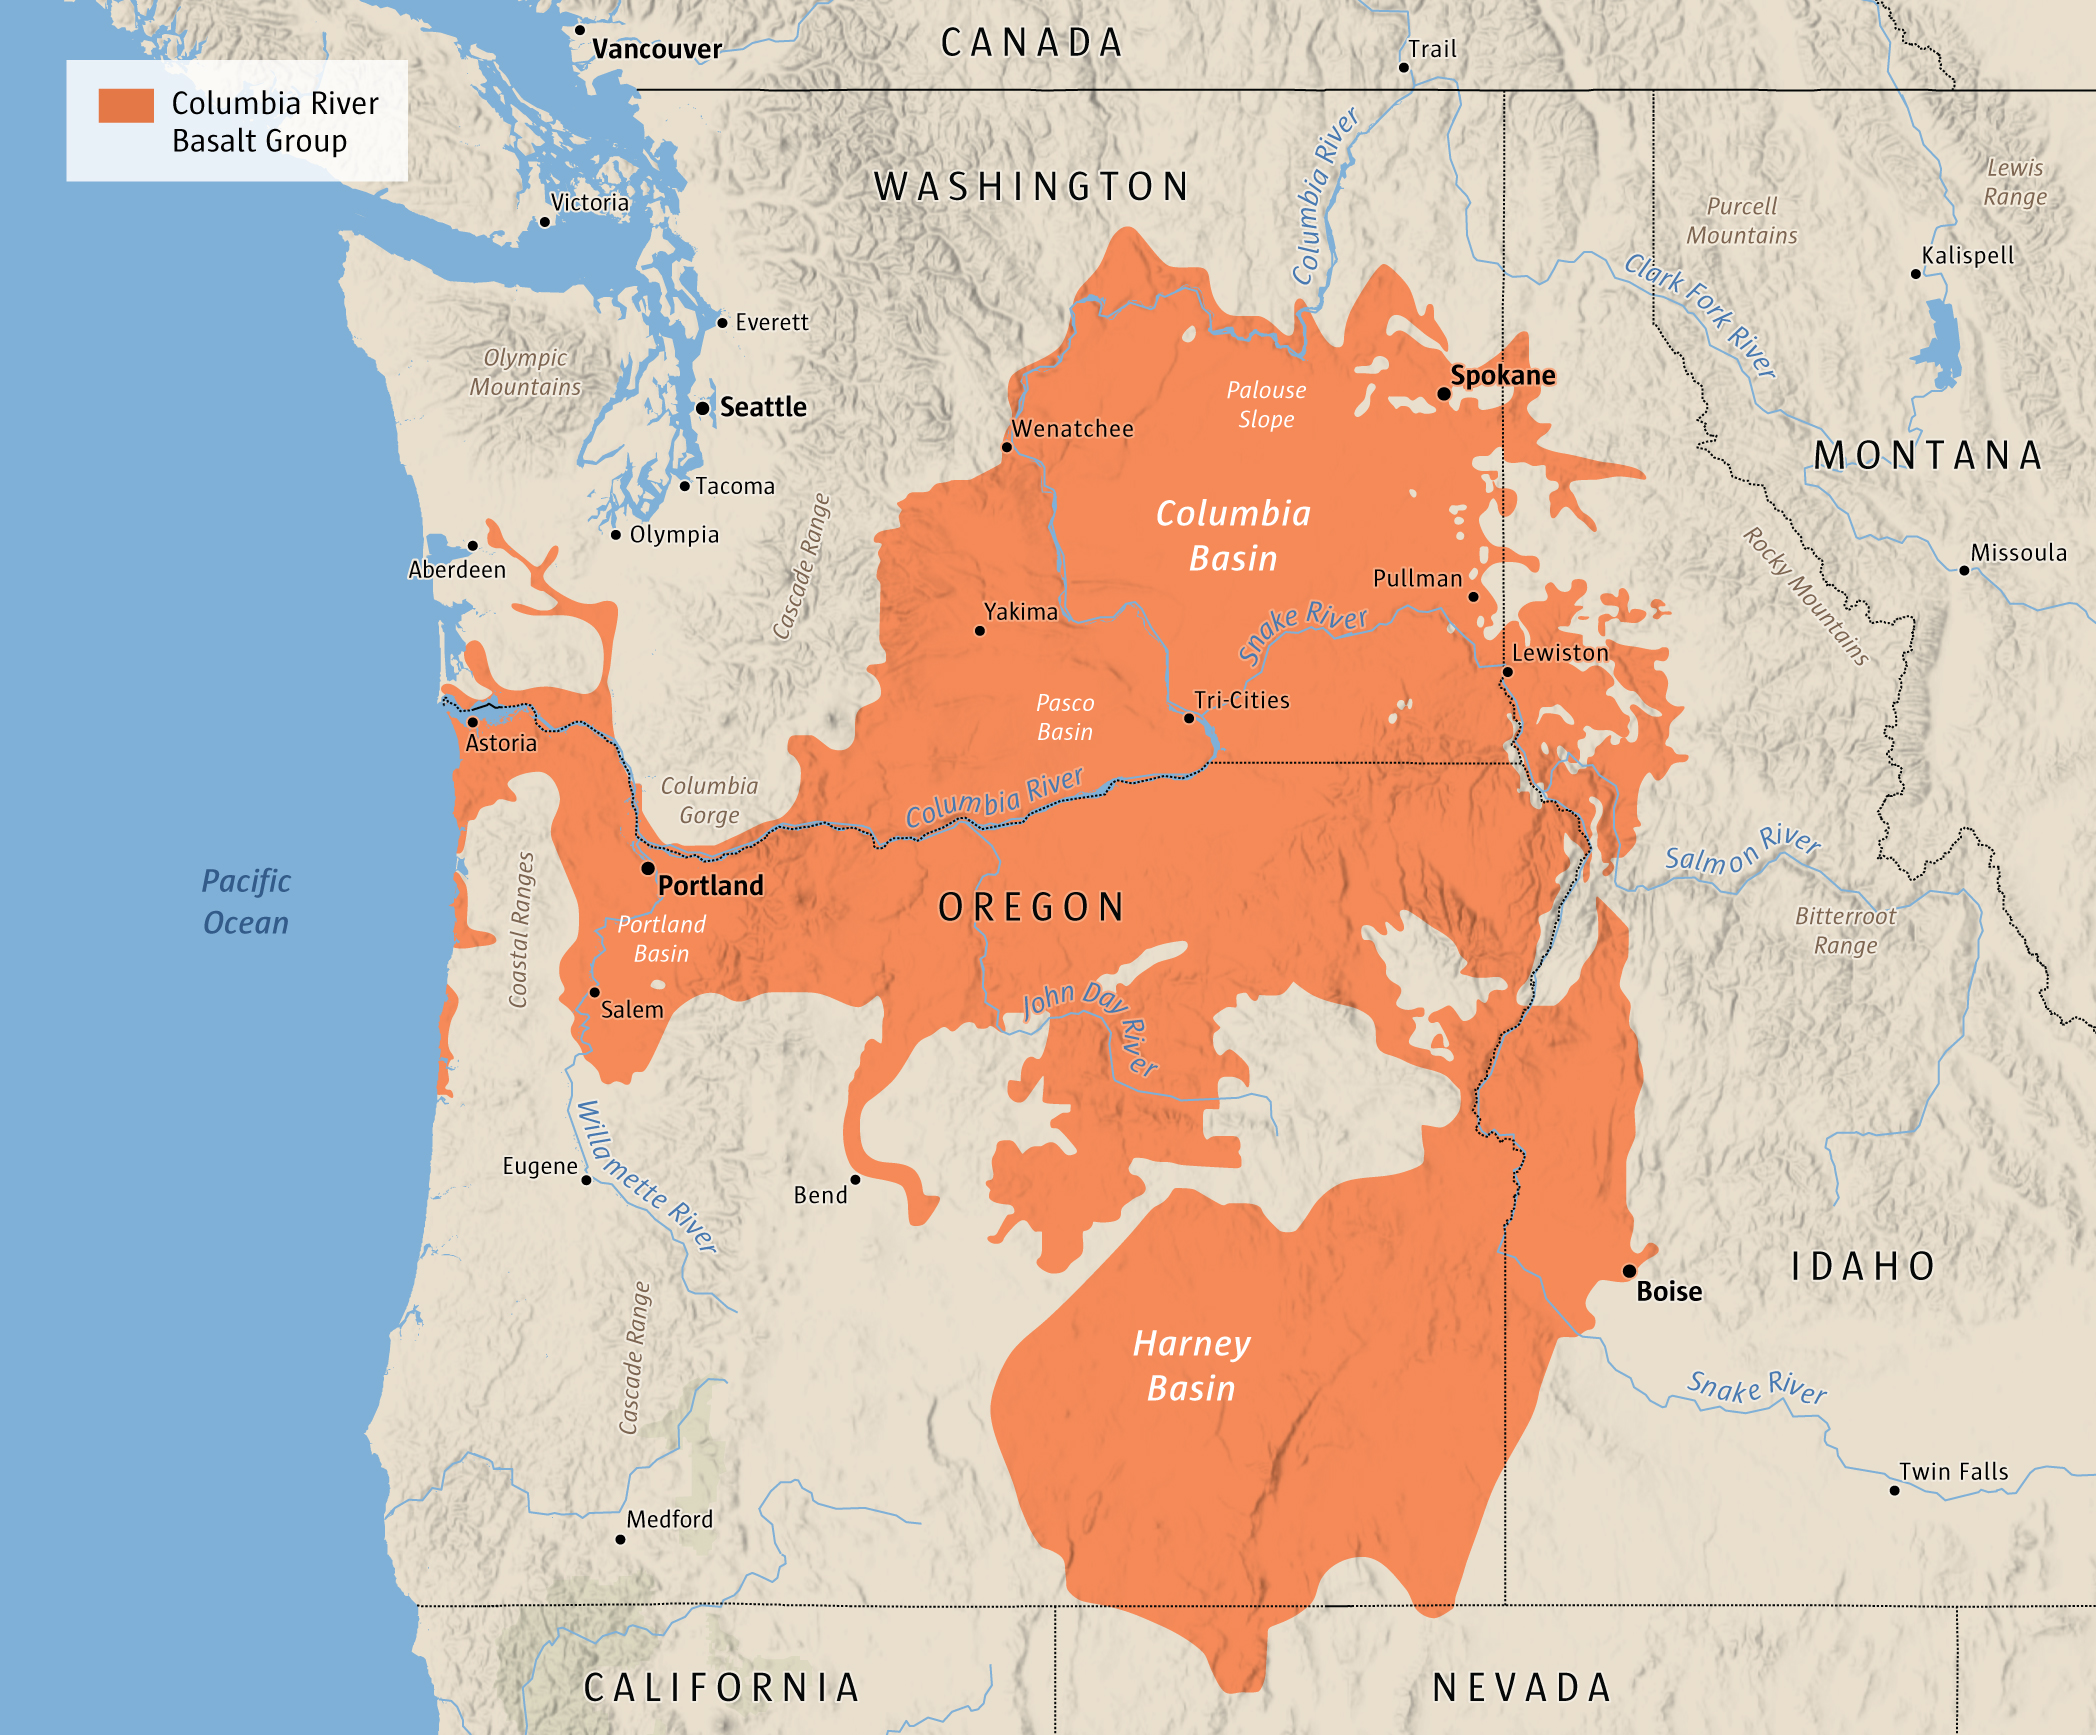 CANADA
Vancouver
Trail
Columbia River
Basalt Group
Columbia River
WASHINGTON
Lewis
Range
Victoria
Purcell
Mountains
Kalispell
Clark Fork River
Everett
Olympic
Mountains
Spokane
Palouse
Slope
Seattle
Wenatchee
MONTANA
Tacoma
Cascade Range
Columbia
Basin
Olympia
Aberdeen
Missoula
Rocky Mountains
Pullman
Yakima
Snake River
Lewiston
Pasco
Basin
Tri-Cities
Astoria
Columbia
Gorge
Columbia River
Salmon River
Pacific
Ocean
Coastal Ranges
Portland
OREGON
Portland
Basin
Bitterroot
Range
Salem
John Day River
Willamette River
Eugene
Bend
IDAHO
Boise
Cascade Range
Harney
Basin
Snake River
Twin Falls
Medford
CALIFORNIA
NEVADA